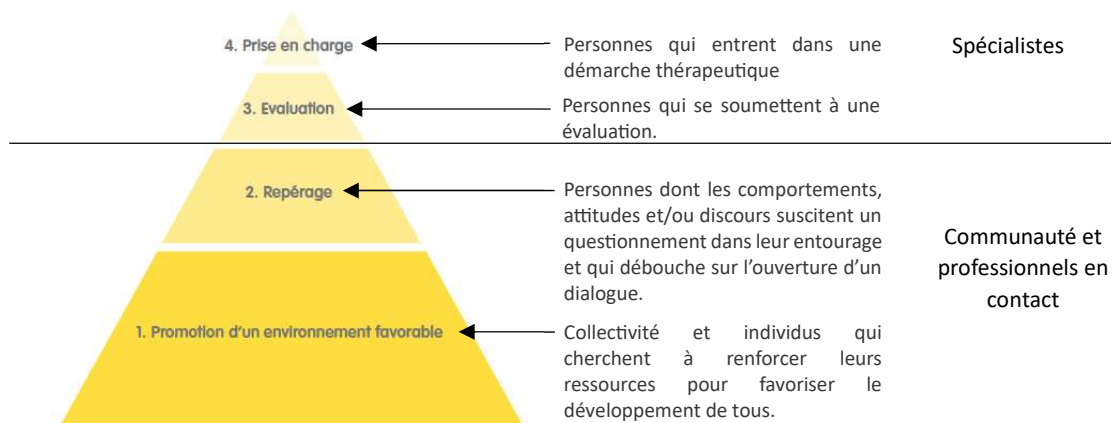 4. Prise en charge
Personnes qui entrent dans une
démarche thérapeutique
Spécialistes
3. Evaluation
Personnes qui se soumettent à une
évaluation.
2. Repérage
Personnes dont les comportements,
attitudes et/ou discours suscitent un
questionnement dans leur entourage
et qui débouche sur l’ouverture d’un
dialogue.
Communauté et
professionnels en
contact
1. Promotion d’un environnement favorable
Collectivité et individus qui
cherchent à renforcer leurs
ressources pour favoriser le
développement de tous.